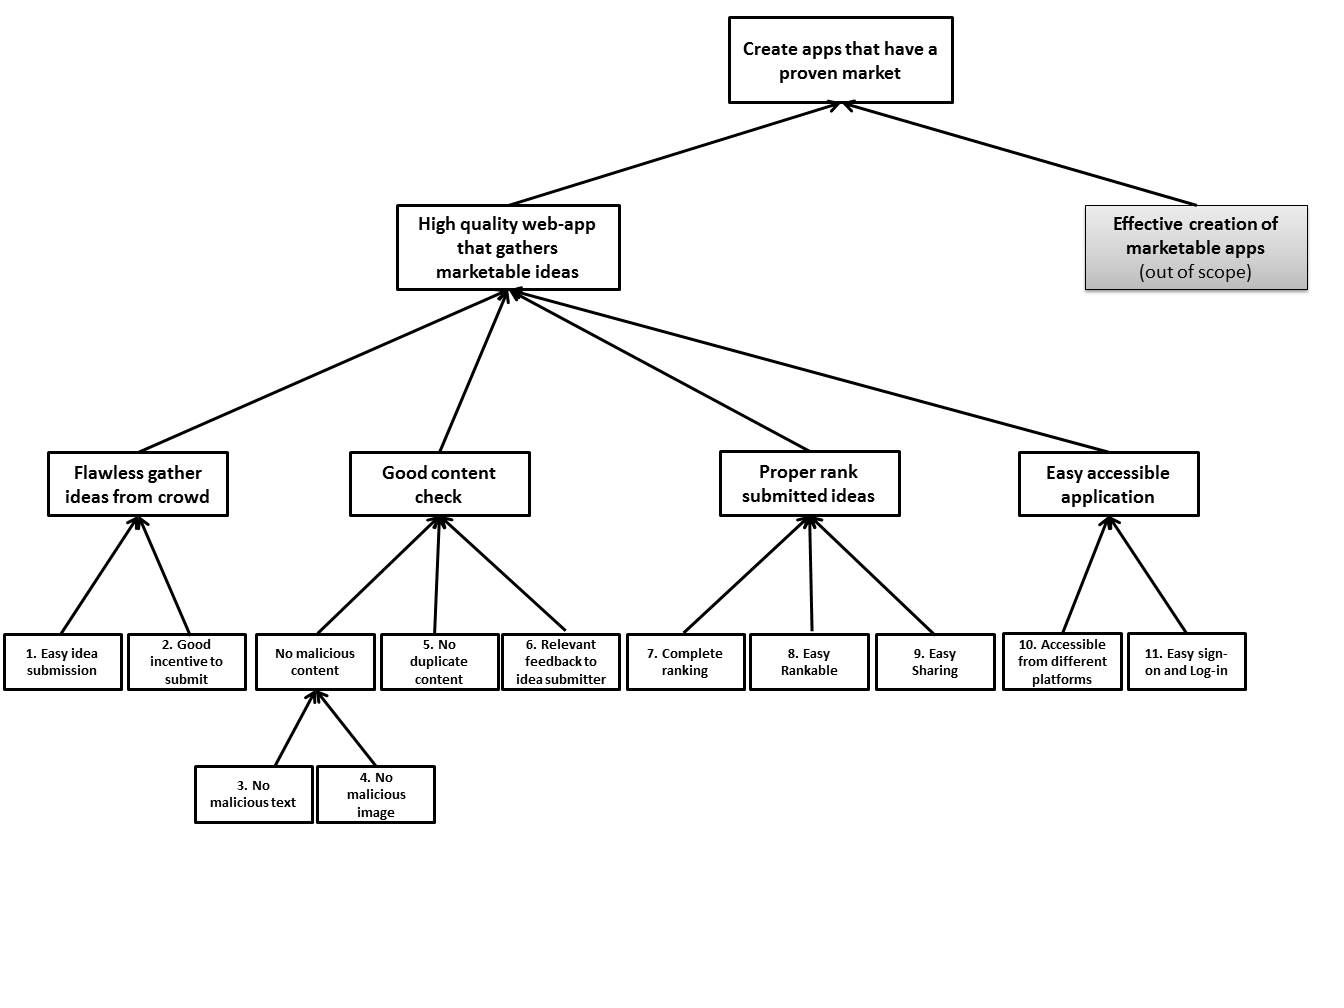 Create apps that have a
proven market
High quality web-app
that gathers
marketable ideas
Effective creation of
marketable apps
(out of scope)
Flawless gather
ideas from crowd
Good content
check
Proper rank
submitted ideas
Easy accessible
application
1. Easy idea
submission
2. Good
incentive to
submit
No malicious
content
5. No
duplicate
content
6. Relevant
feedback to
idea submitter
7. Complete
ranking
8. Easy
Rankable
9. Easy
Sharing
10. Accessible
from different
platforms
11. Easy sign-
on and Log-in
3. No
malicious text
4. No
malicious
image